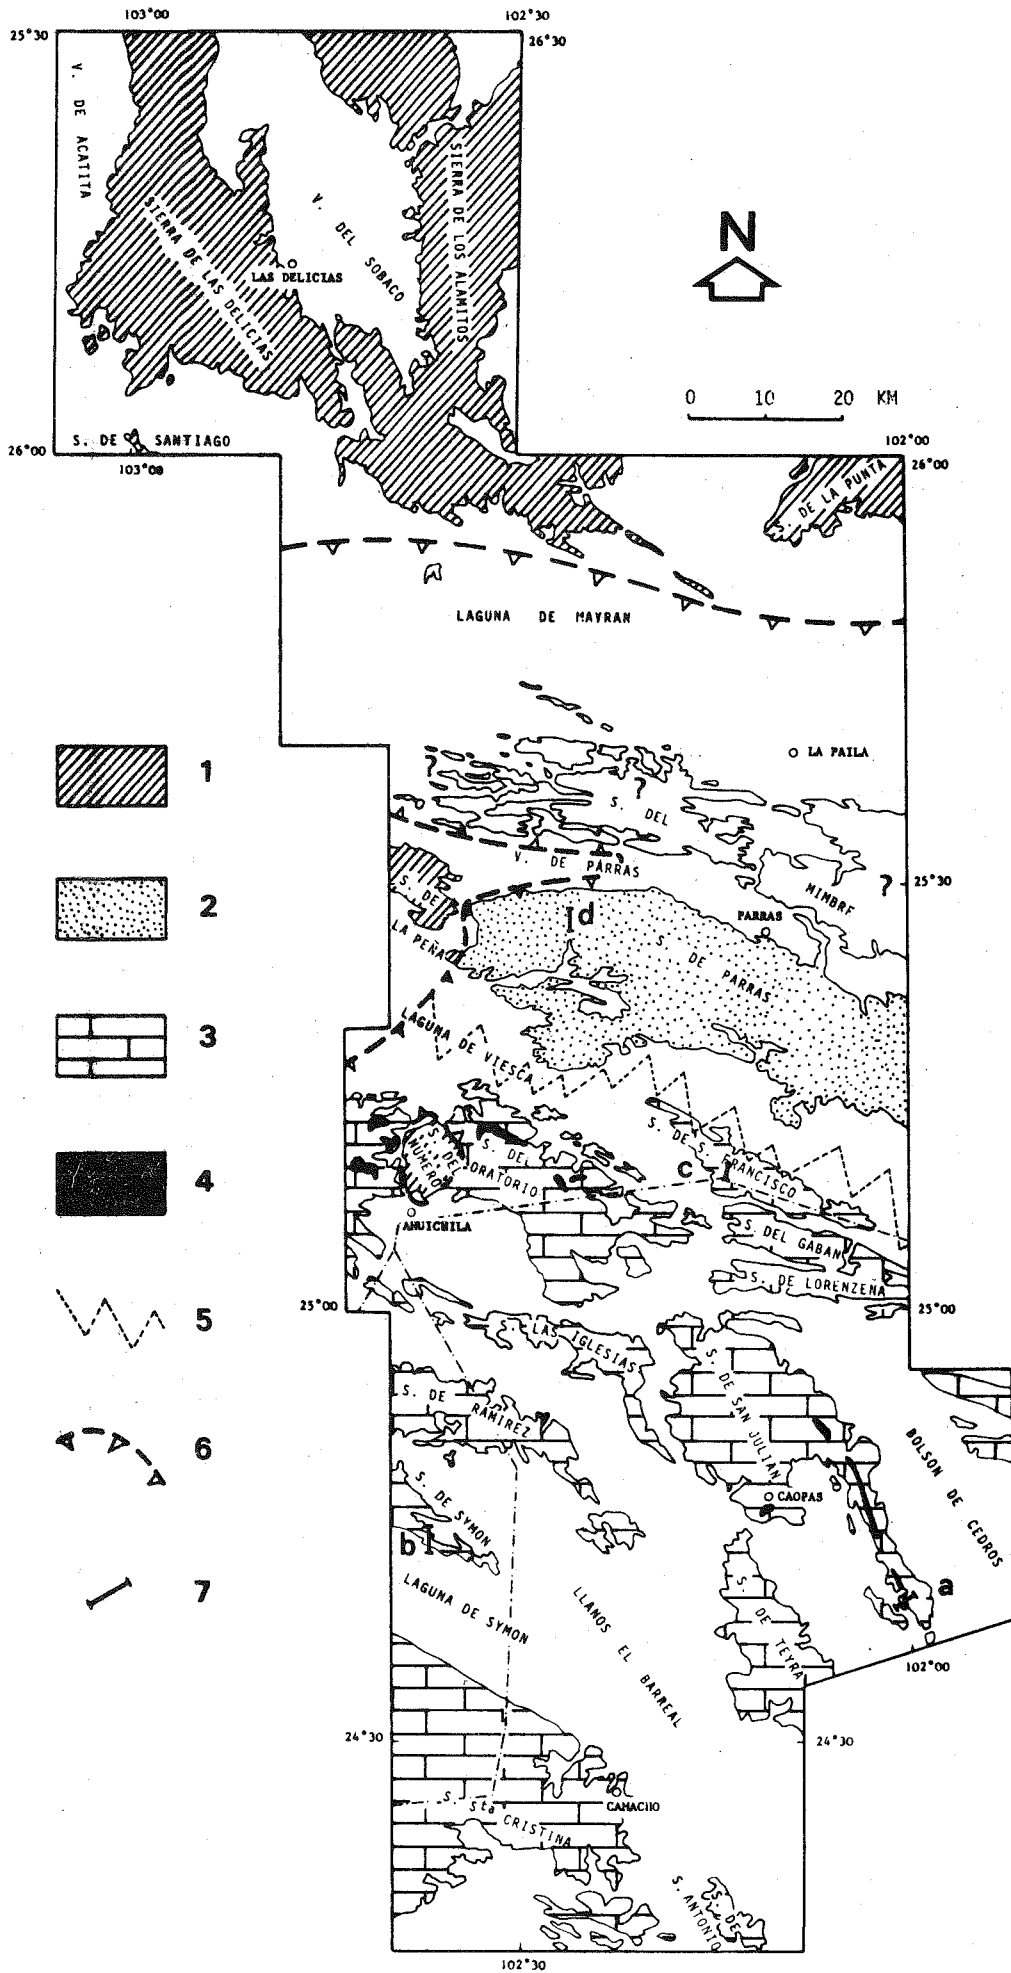 103°00
102°30
25°30
26°30
V. DE ACATITA
SIERRA DE LAS DELICIAS
LAS DELICIAS
V. DEL SOBACO
SIERRA DE LOS ALAMITOS
N
0 10 20 KM
S. DE SANTIAGO
26°00
103°00
102°00
26°00
DE LA PUNTA
LAGUNA DE MAYRAN
LA PAILA
1
?
?
S. DEL
MIMBRE
?
V. DE PARRAS
25°30
2
S. DE
LA PEÑA
d
PARRAS
S. DE PARRAS
3
LAGUNA DE VIESCA
4
S. DEL
NUMERO
S. DEL
ORATORIO
S. DE S. FRANCISCO
c
AHUICHILA
S. DEL GABAN
S. DE LORENZEÑA
5
25°00
25°00
S. LAS IGLESIAS
S. DE SAN JULIAN
S. DE RAMIREZ
6
BOLSON DE CEDROS
S. DE SYMON
CAOPAS
b
7
a
LAGUNA DE SYMON
LLANOS EL BARREAL
S. DE TEYRA
102°00
24°30
24°30
CAMACHO
S. Sta CRISTINA
S. DE
S. ANTONIO
102°30